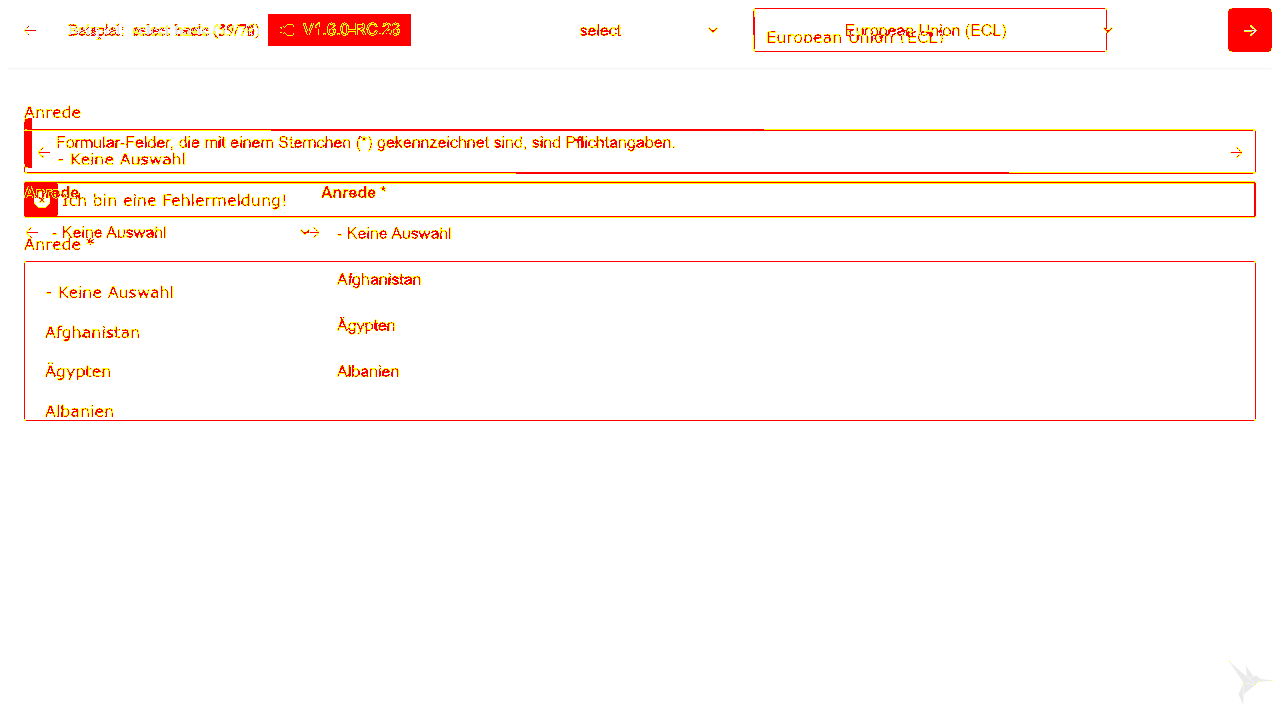 Beispiel: select basic (59/76) V1.6.0-RC.23 select European Union (ECL)
European Union (ECL)
Anrede
Formular-Felder, die mit einem Sternchen (*) gekennzeichnet sind, sind Pflichtangaben.
- Keine Auswahl
Anrede Anrede *
Ich bin eine Fehlermeldung!
- Keine Auswahl - Keine Auswahl
Anrede *
Afghanistan
- Keine Auswahl
Ägypten
Afghanistan
Albanien
Ägypten
Albanien